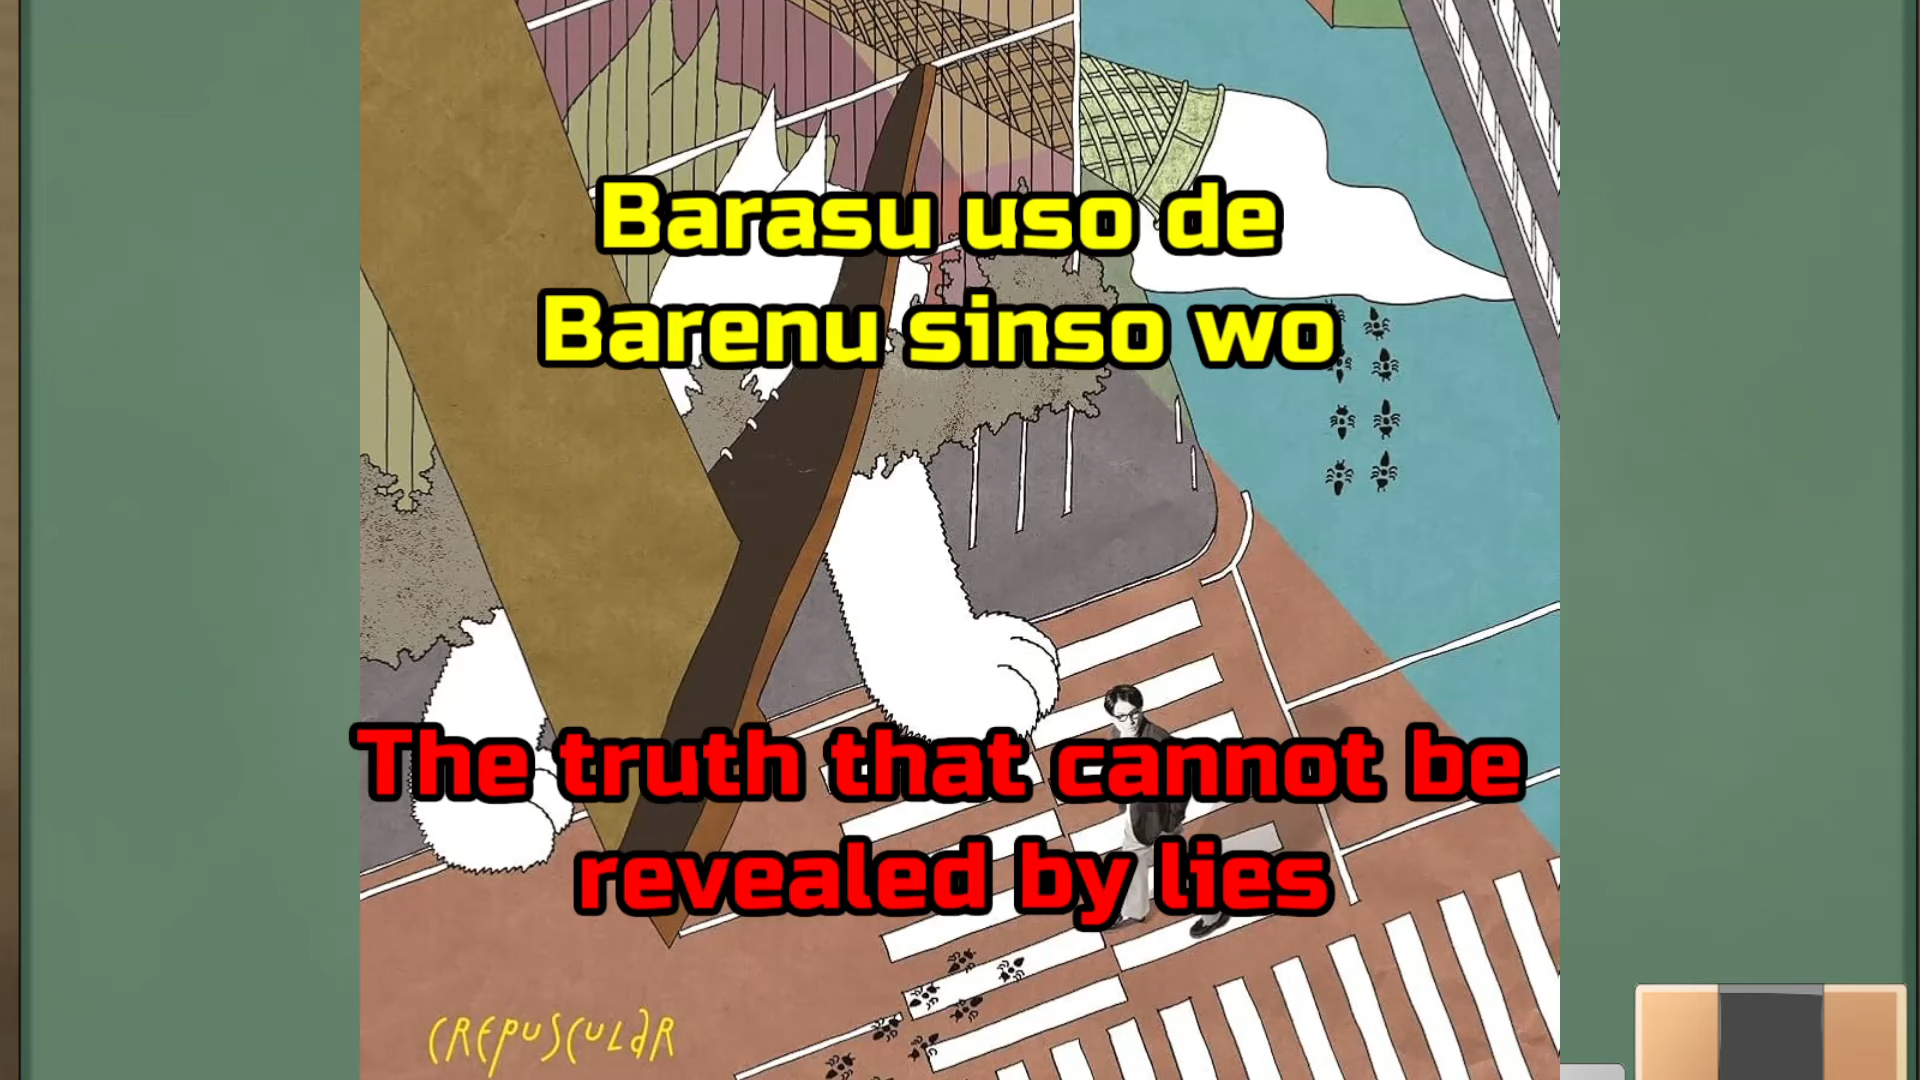 Barasu uso de
Barenu sinso wo
The truth that cannot be
revealed by lies
CREPUSCULAR